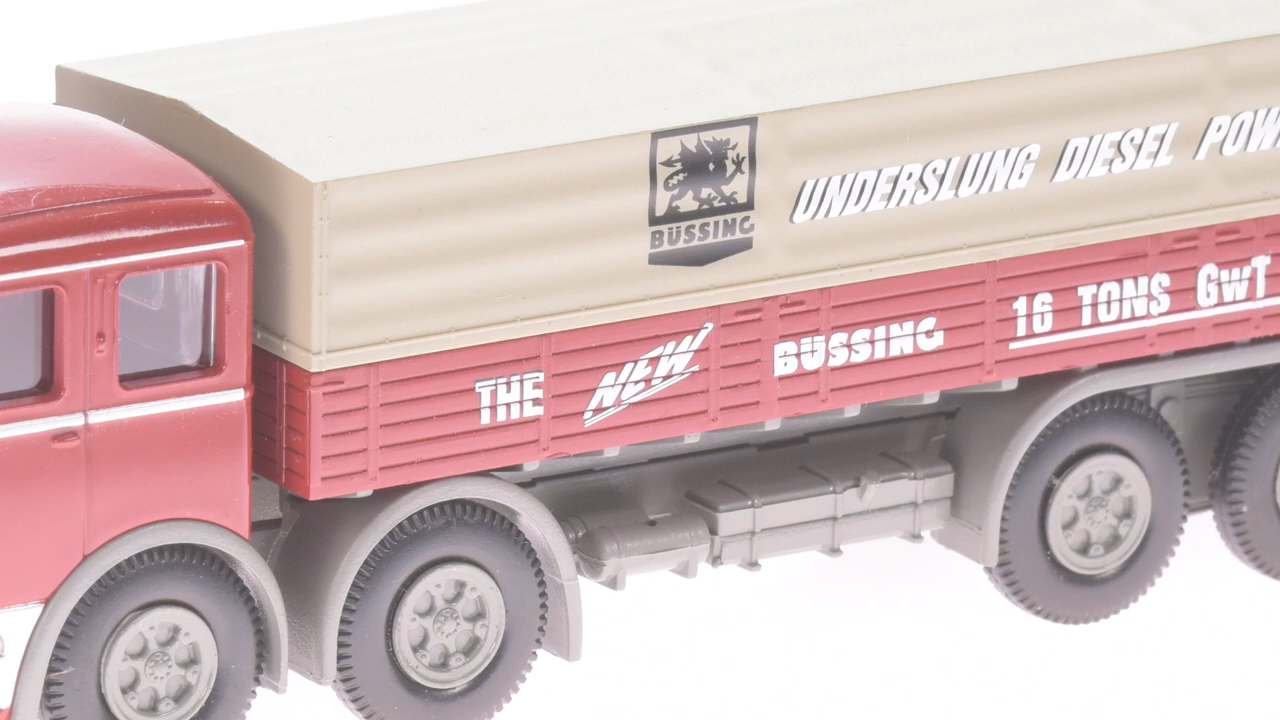 BÜSSING
UNDERSLUNG DIESEL
THE NEW BÜSSING 16 TONS GwT